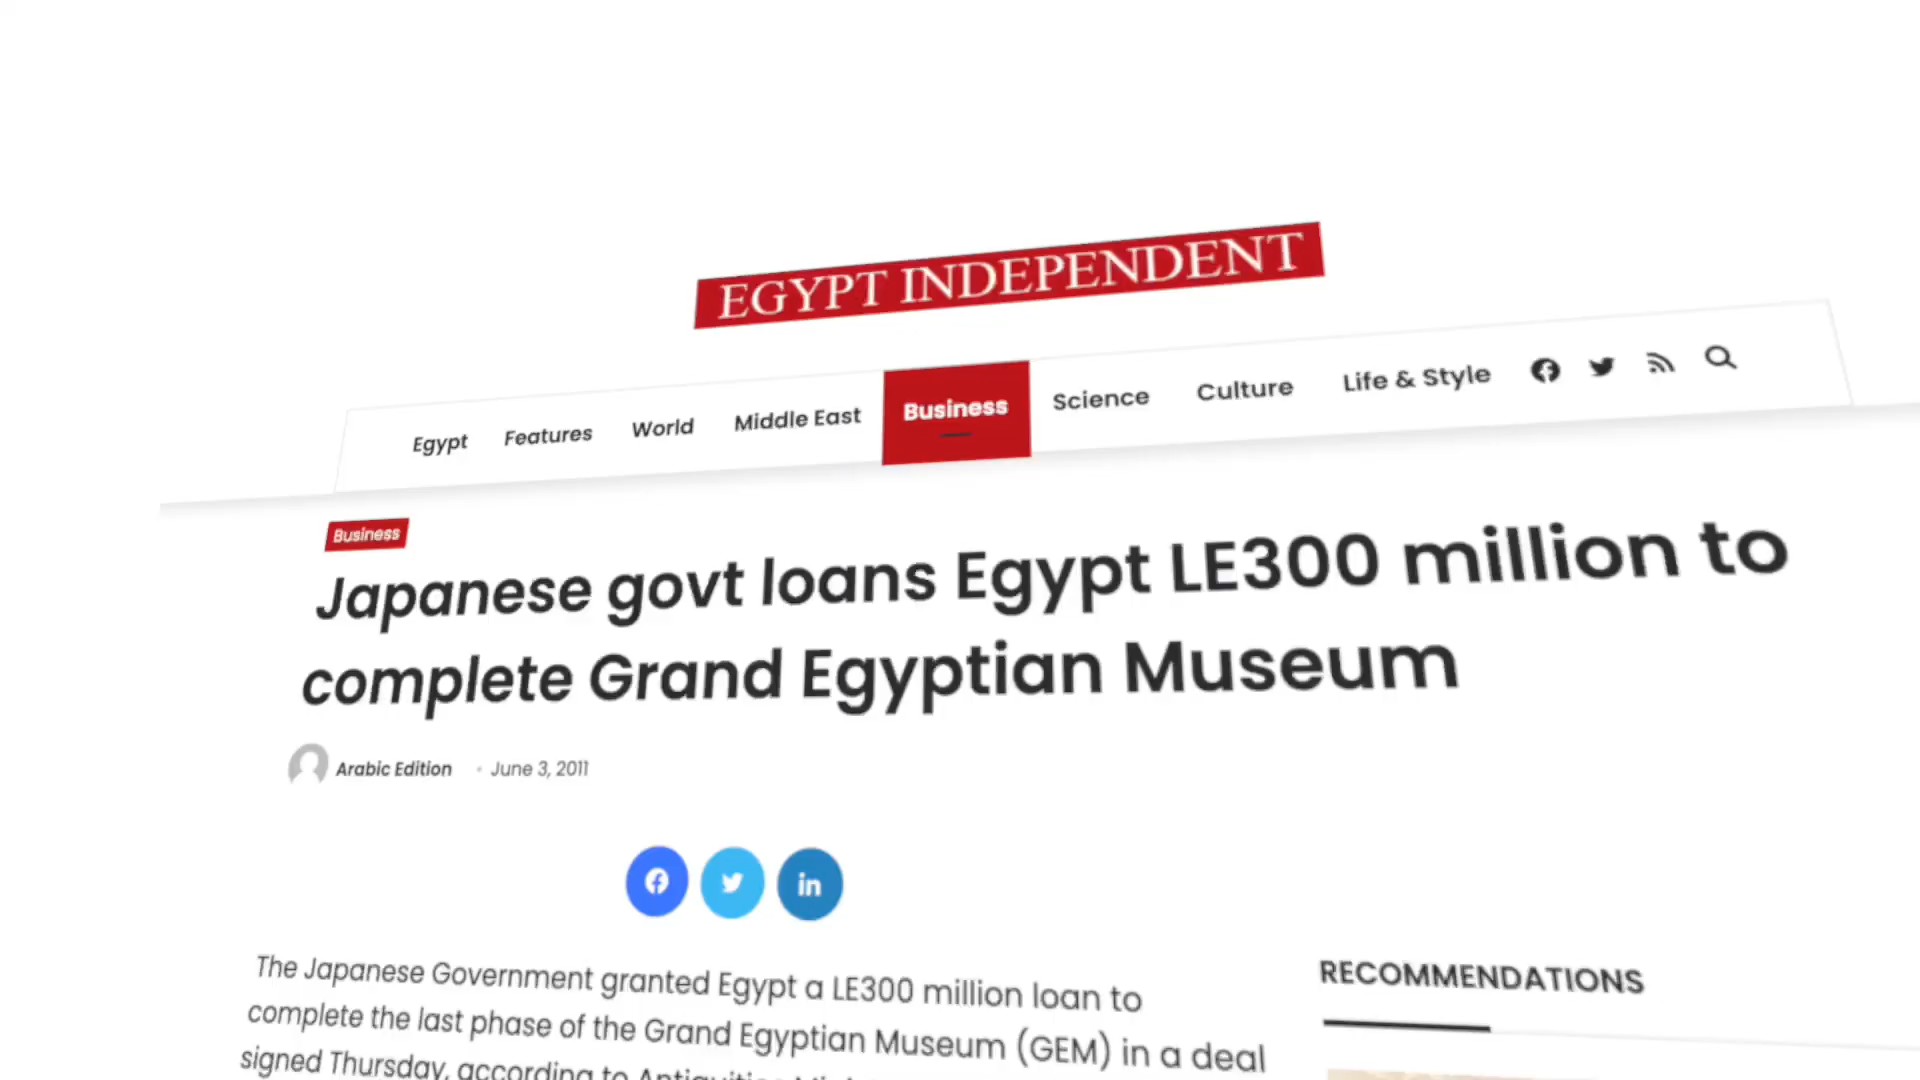 EGYPT INDEPENDENT
Egypt Features World Middle East Business Science Culture Life & Style
Business
Japanese govt loans Egypt LE300 million to
complete Grand Egyptian Museum
Arabic Edition • June 3, 2011
The Japanese Government granted Egypt a LE300 million loan to
complete the last phase of the Grand Egyptian Museum (GEM) in a deal
signed Thursday, according to
RECOMMENDATIONS